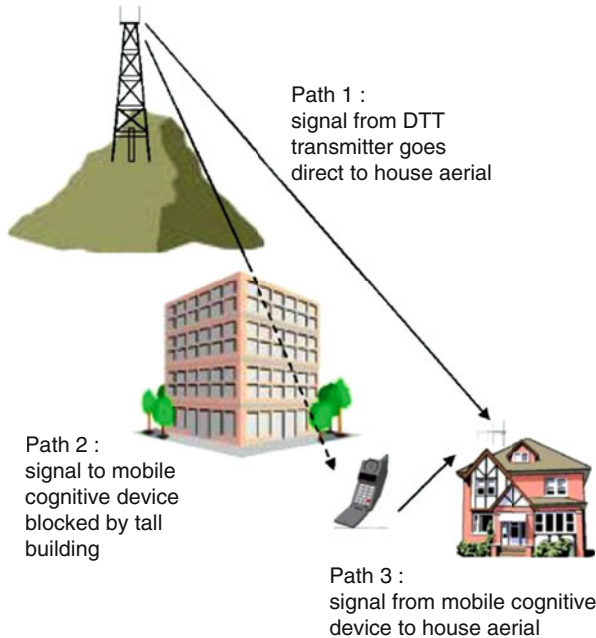 Path 1 :
signal from DTT
transmitter goes
direct to house aerial
Path 2 :
signal to mobile
cognitive device
blocked by tall
building
Path 3 :
signal from mobile cognitive
device to house aerial